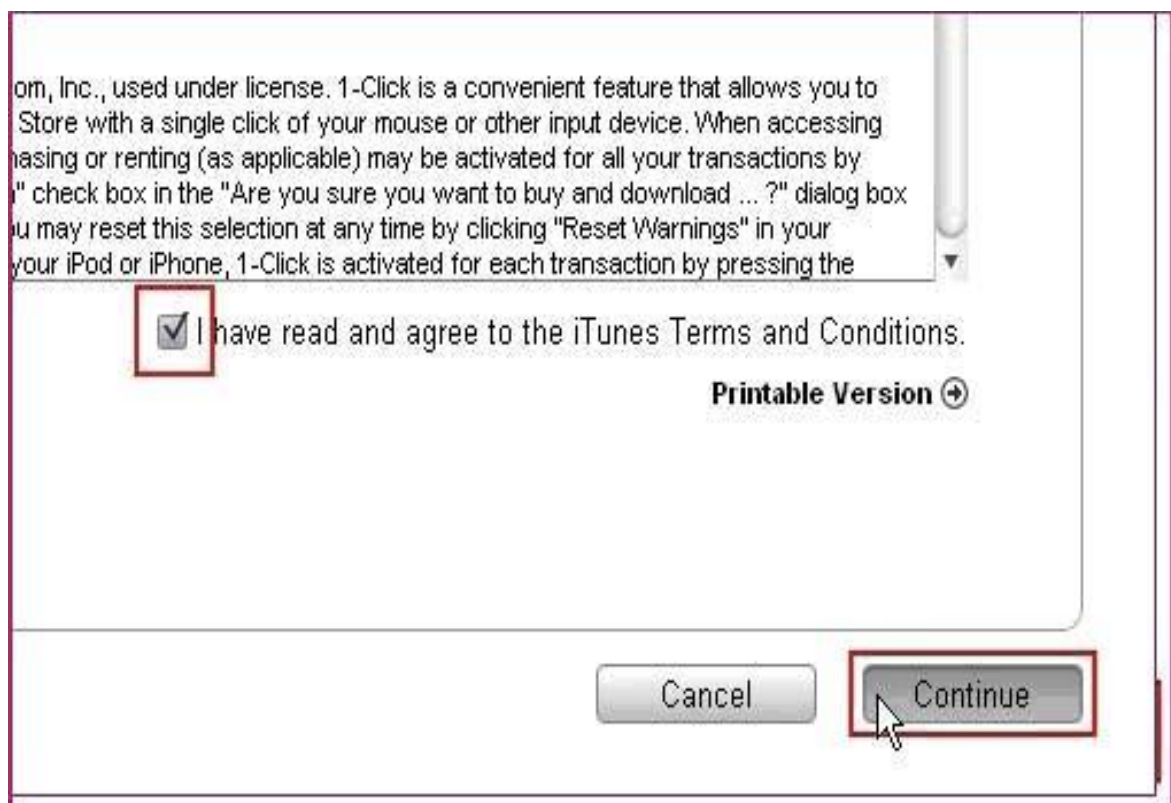 om, Inc., used under license. 1-Click is a convenient feature that allows you to
Store with a single click of your mouse or other input device. When accessing
hasing or renting (as applicable) may be activated for all your transactions by
" check box in the "Are you sure you want to buy and download ... ?" dialog box
u may reset this selection at any time by clicking "Reset Warnings" in your
your iPod or iPhone, 1-Click is activated for each transaction by pressing the
I have read and agree to the iTunes Terms and Conditions.
Printable Version
Cancel
Continue